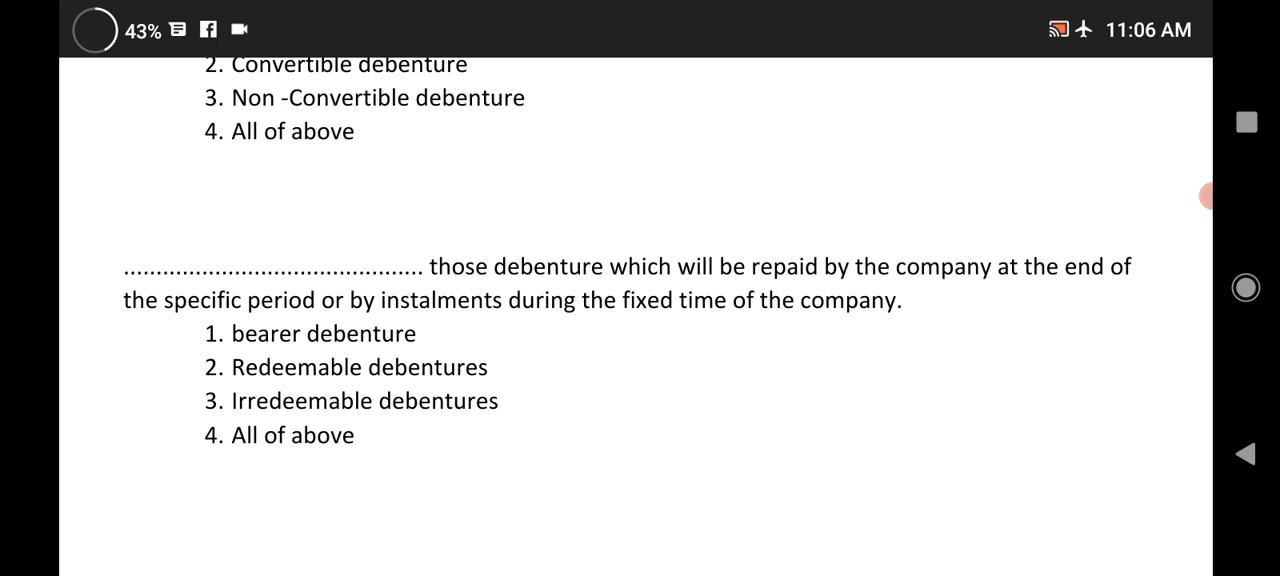 43% 11:06 AM
2. Convertible debenture
3. Non -Convertible debenture
4. All of above
.............................................. those debenture which will be repaid by the company at the end of
the specific period or by instalments during the fixed time of the company.
1. bearer debenture
2. Redeemable debentures
3. Irredeemable debentures
4. All of above